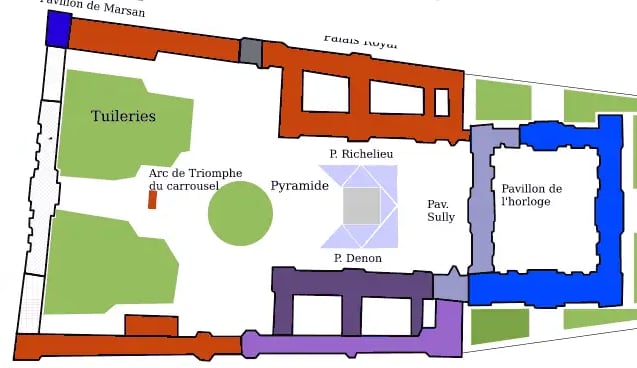 Pavillon de Marsan
Palais Royal
Tuileries
P. Richelieu
Arc de Triomphe
du carrousel
Pyramide
Pavillon de
l'horloge
Pav.
Sully
P. Denon